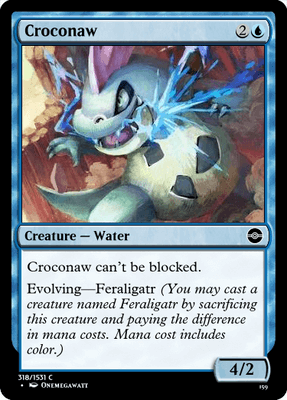 Croconaw 2
Creature — Water
Croconaw can't be blocked.
Evolving—Feraligatr (You may cast a
creature named Feraligatr by sacrificing
this creature and paying the difference
in mana costs. Mana cost includes
color.)
4/2
318/1531 C
Onemegawatt
159